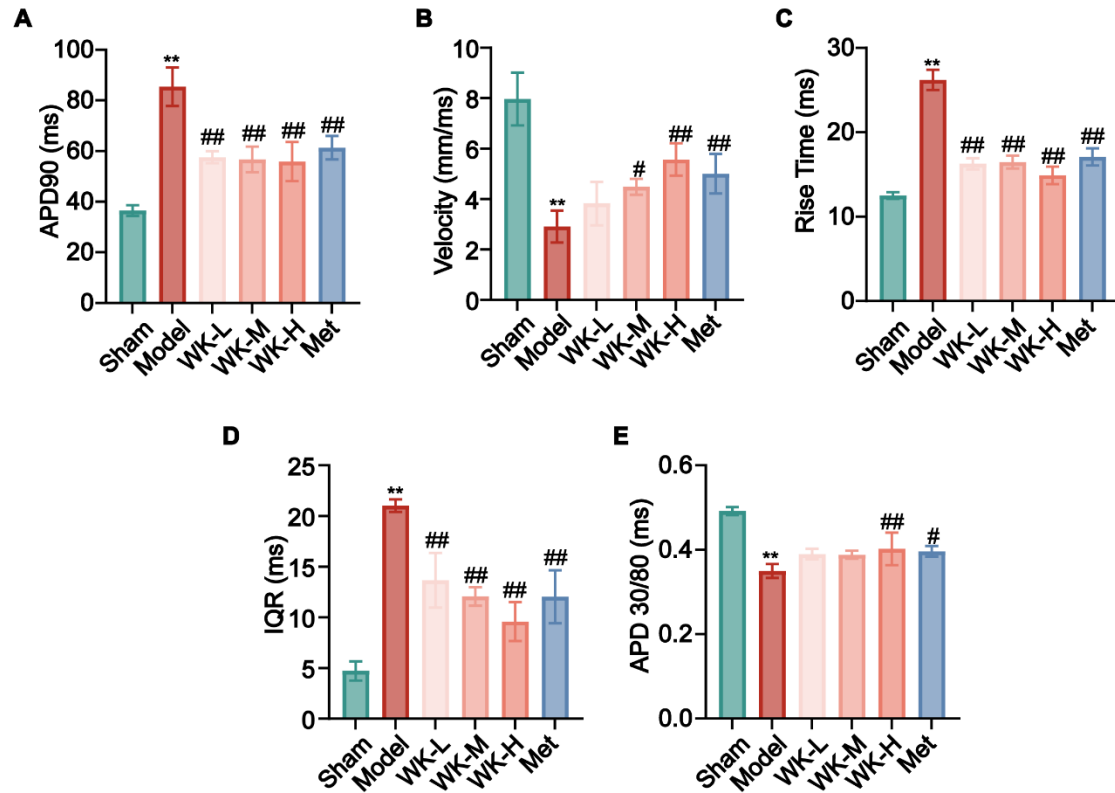 A
APD90 (ms)
100
80
60
40
20
0
**
##
##
##
##
Sham
Model
WK-L
WK-M
WK-H
Met
B
Velocity (mm/ms)
10
8
6
4
2
0
**
#
##
##
Sham
Model
WK-L
WK-M
WK-H
Met
C
Rise Time (ms)
30
20
10
0
**
##
##
##
##
Sham
Model
WK-L
WK-M
WK-H
Met
D
IQR (ms)
25
20
15
10
5
0
**
##
##
##
##
Sham
Model
WK-L
WK-M
WK-H
Met
E
APD 30/80 (ms)
0.6
0.4
0.2
0.0
**
##
#
Sham
Model
WK-L
WK-M
WK-H
Met